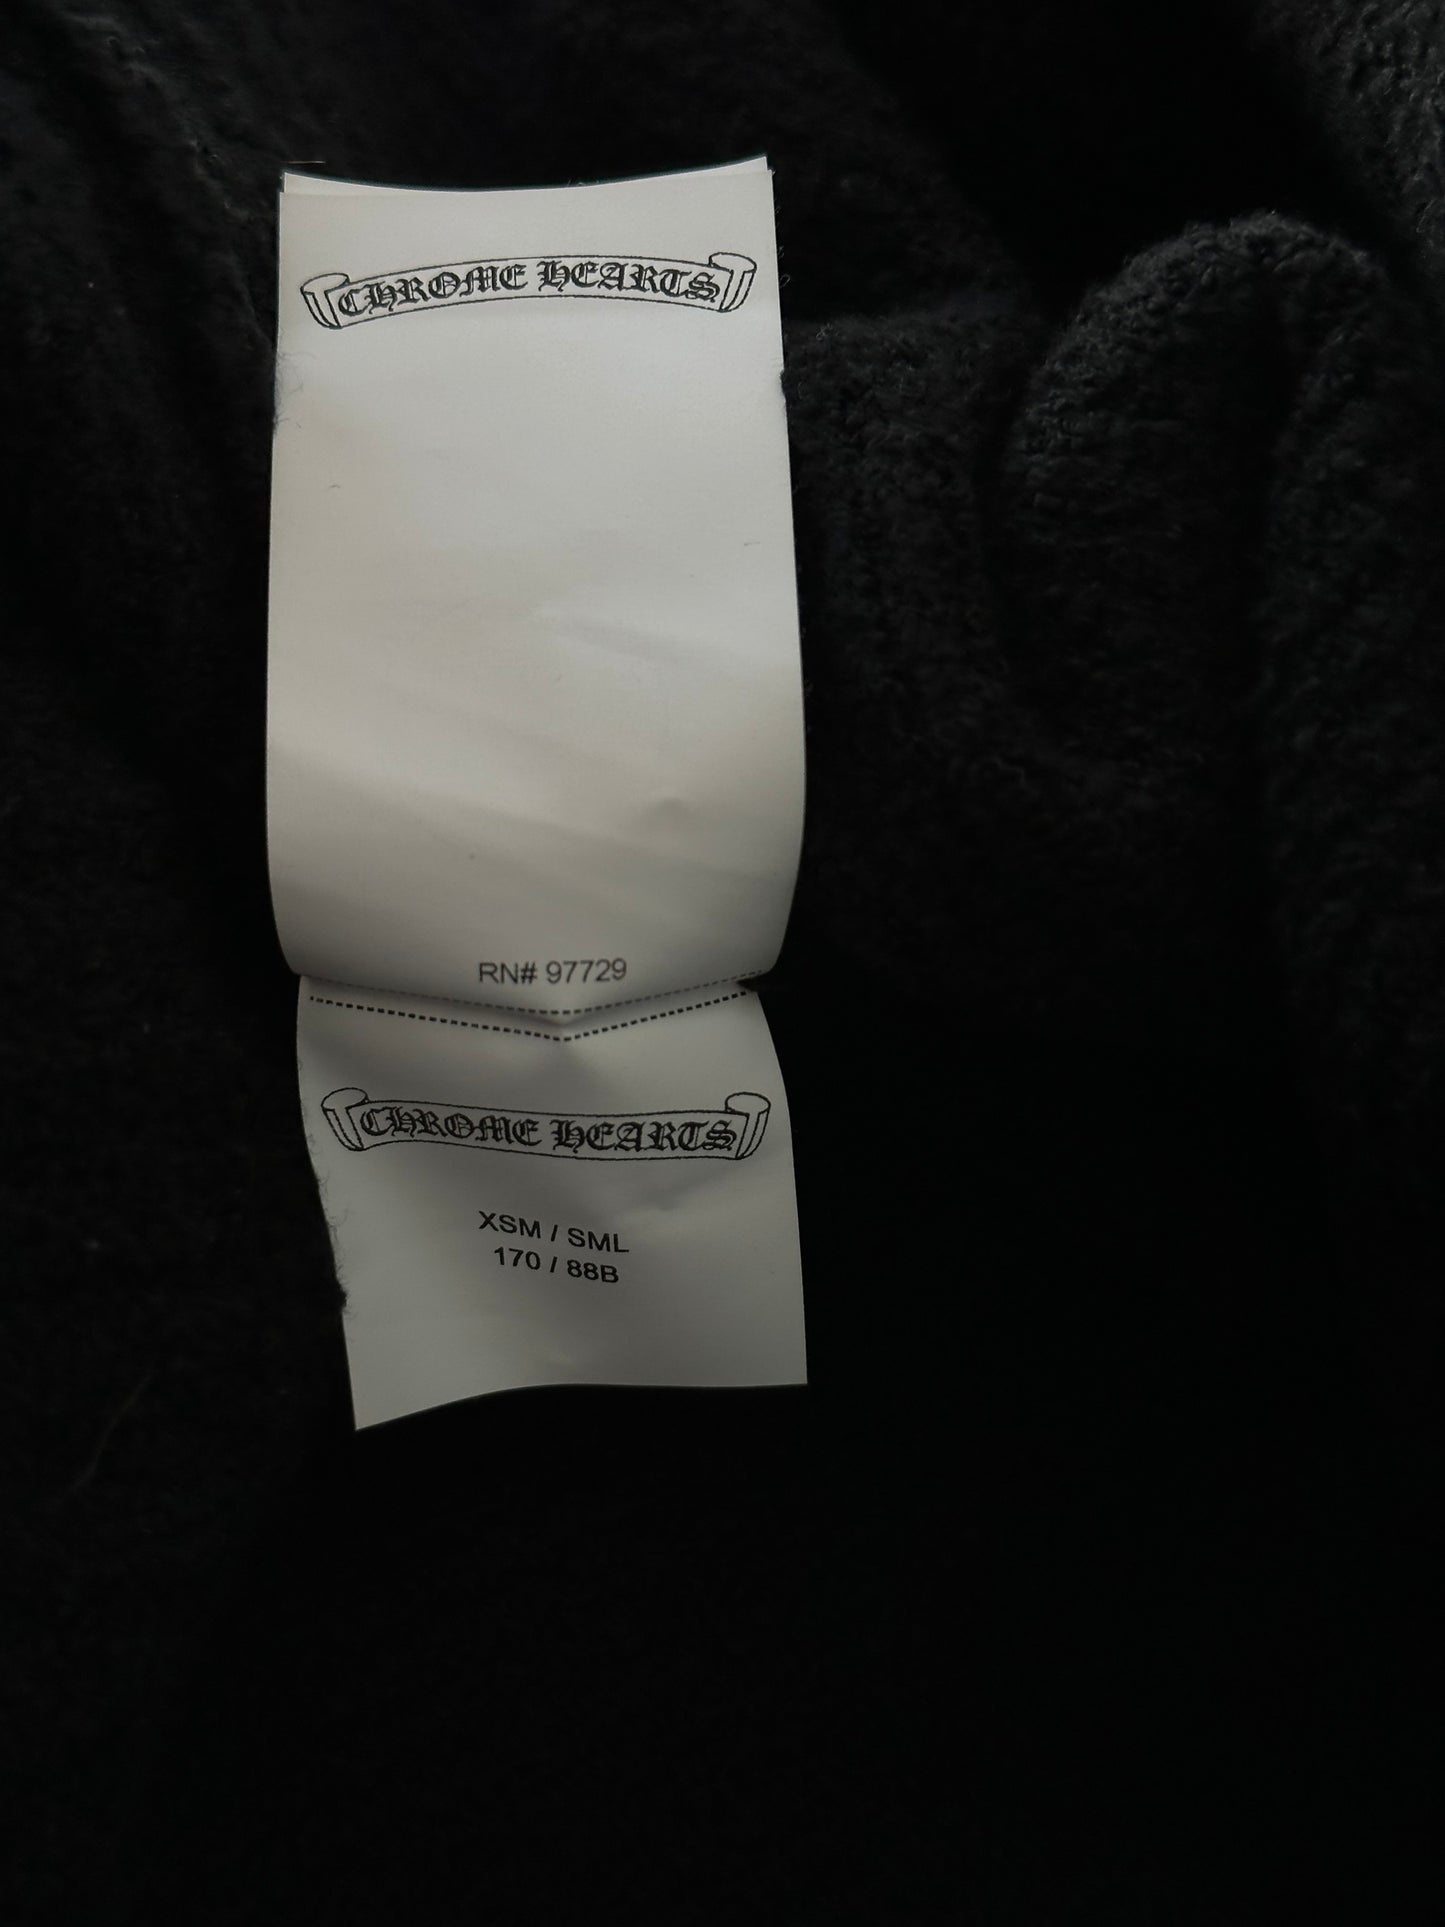 CHROME HEARTS
RN# 97729
CHROME HEARTS
XSM / SML
170 / 88B